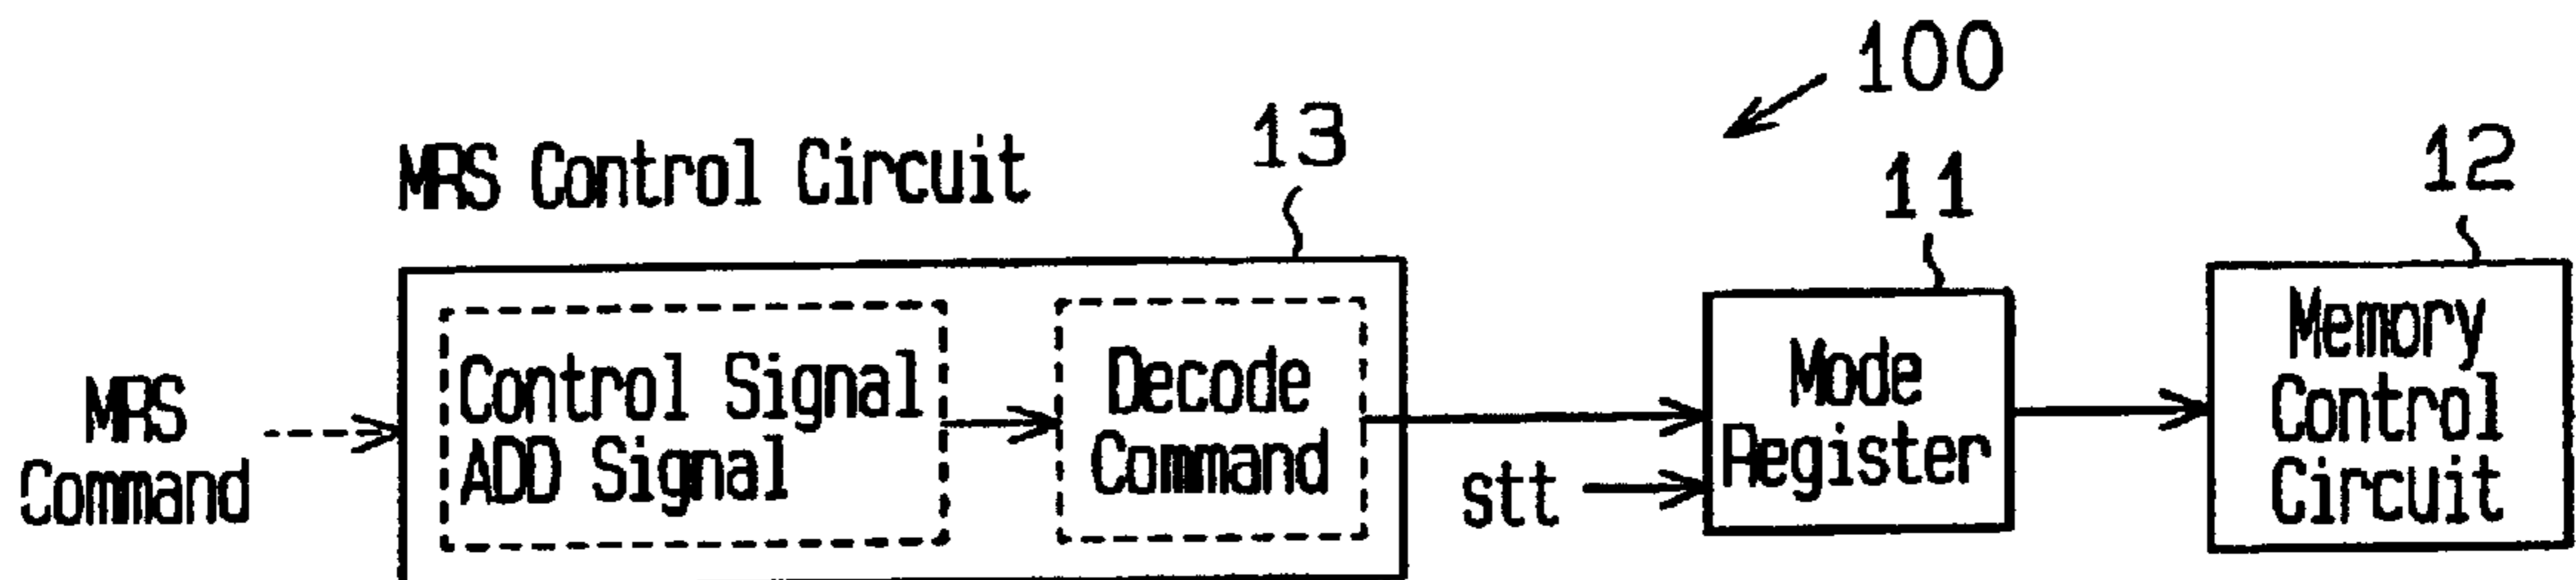 100
MRS Control Circuit
13
11
12
MRS
Command
Control Signal
ADD Signal
Decode
Command
stt
Mode
Register
Memory
Control
Circuit